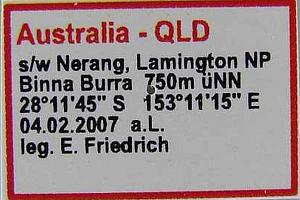 Australia - QLD
s/w Nerang, Lamington NP
Binna Burra 750m üNN
28°11'45" S 153°11'15" E
04.02.2007 a.L.
leg. E. Friedrich